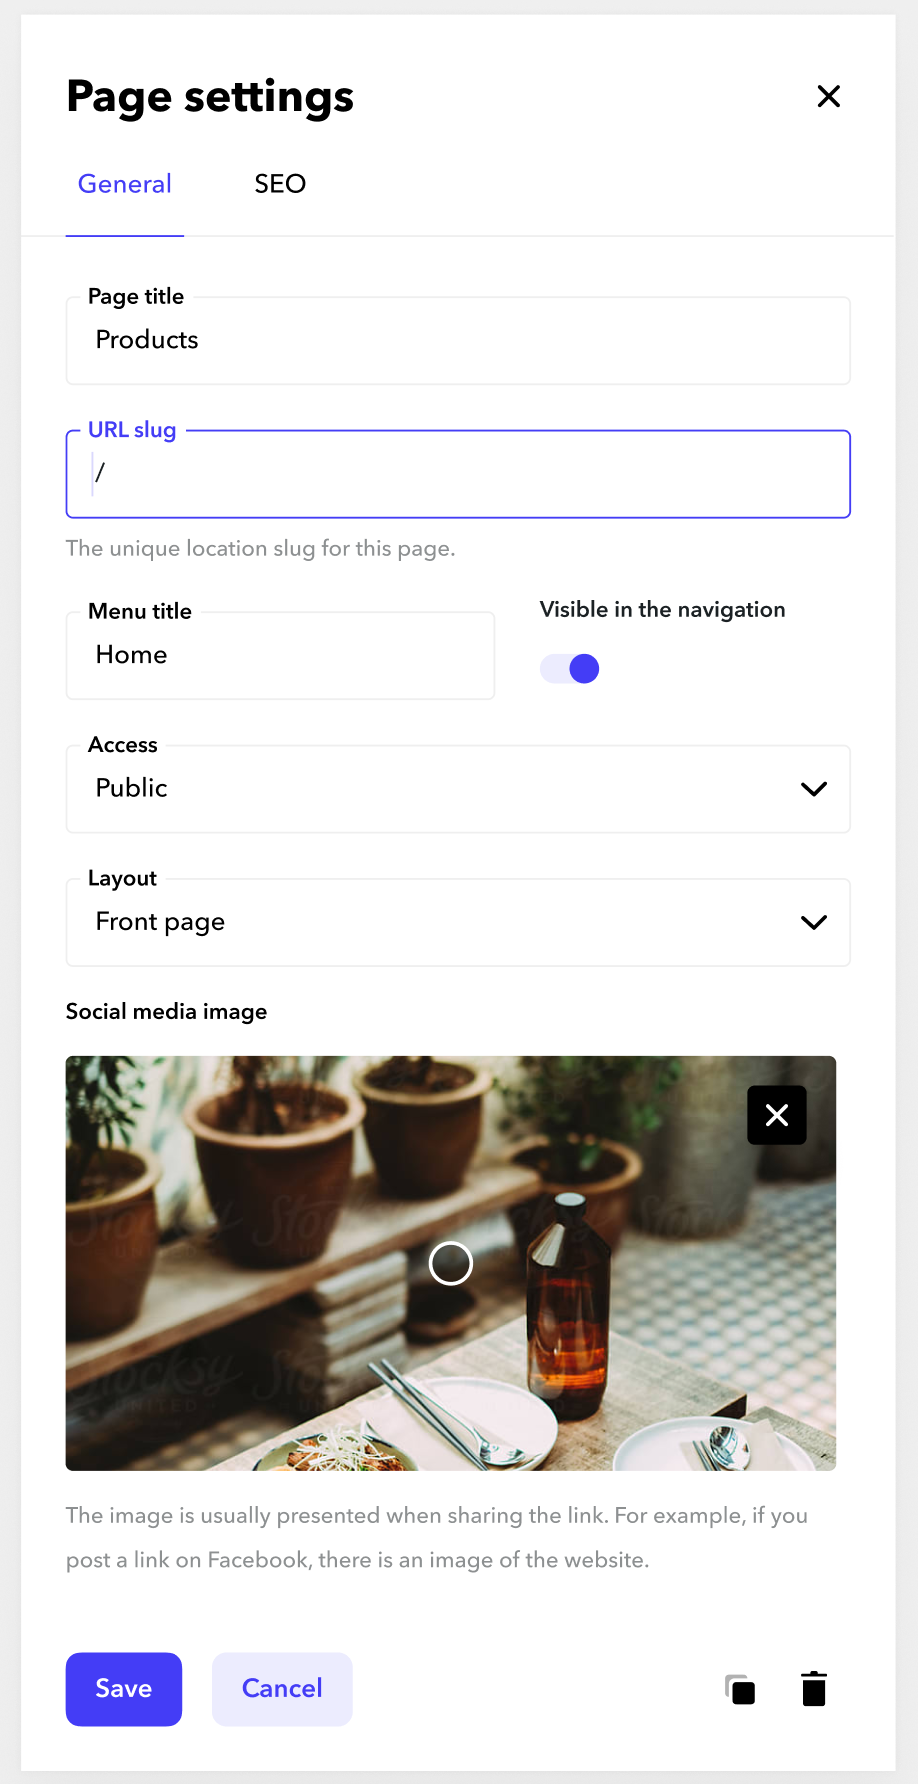 Page settings
General SEO
Page title
Products
URL slug
/
The unique location slug for this page.
Menu title
Home
Visible in the navigation
Access
Public
Layout
Front page
Social media image
Stocksy
UNITED
The image is usually presented when sharing the link. For example, if you
post a link on Facebook, there is an image of the website.
Save Cancel